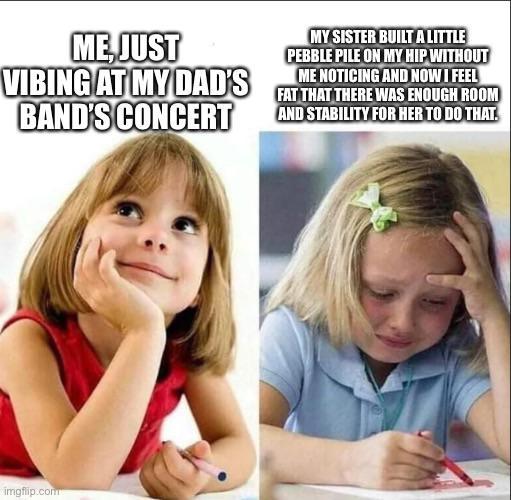 ME, JUST
VIBING AT MY DAD'S
BAND'S CONCERT
MY SISTER BUILT A LITTLE
PEBBLE PILE ON MY HIP WITHOUT
ME NOTICING AND NOW I FEEL
FAT THAT THERE WAS ENOUGH ROOM
AND STABILITY FOR HER TO DO THAT.
imgflip.com